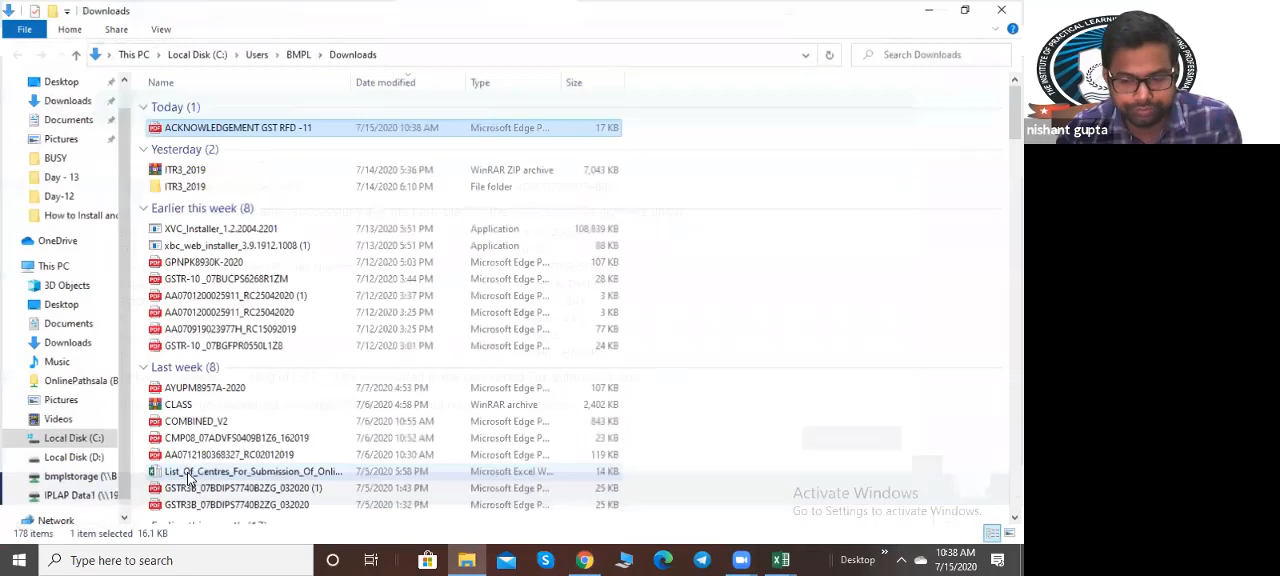 Downloads
File Home Share View
This PC > Local Disk (C:) > Users > BMPL > Downloads
Search Downloads
Name Date modified Type Size
Today (1)
ACKNOWLEDGEMENT GST RFD -11 7/15/2020 10:38 AM Microsoft Edge P... 17 KB
Yesterday (2)
ITR3_2019 7/14/2020 5:36 PM WinRAR ZIP archive 7,043 KB
ITR3_2019 7/14/2020 6:10 PM File folder
Earlier this week (8)
XVC_Installer_1.2.2004.2201 7/13/2020 5:51 PM Application 108,839 KB
xbc_web_installer_3.9.1912.1008 (1) 7/13/2020 5:51 PM Application 88 KB
GPNPK8930K-2020 7/12/2020 5:03 PM Microsoft Edge P... 107 KB
GSTR-10_07BUCPS6268R1ZM 7/12/2020 3:44 PM Microsoft Edge P... 28 KB
AA0701200025911_RC25042020 (1) 7/12/2020 3:37 PM Microsoft Edge P... 3 KB
AA0701200025911_RC25042020 7/12/2020 3:25 PM Microsoft Edge P... 3 KB
AA070919023977H_RC15092019 7/12/2020 3:25 PM Microsoft Edge P... 77 KB
GSTR-10 _07BGFPR0550L1Z8 7/12/2020 3:01 PM Microsoft Edge P... 24 KB
Last week (8)
AYUPM8957A-2020 7/7/2020 4:53 PM Microsoft Edge P... 107 KB
CLASS 7/6/2020 4:58 PM WinRAR archive 2,402 KB
COMBINED_V2 7/6/2020 10:55 AM Microsoft Edge P... 843 KB
CMP08_07ADVFS0409B1Z6_162019 7/6/2020 10:52 AM Microsoft Edge P... 23 KB
AA0712180368327_RC02012019 7/6/2020 10:30 AM Microsoft Edge P... 119 KB
List_Of_Centres_For_Submission_Of_Onli... 7/5/2020 5:58 PM Microsoft Excel W... 14 KB
GSTR3B_07BDIPS7740B2ZG_032020 (1) 7/5/2020 1:43 PM Microsoft Edge P... 25 KB
GSTR3B_07BDIPS7740B2ZG_032020 7/5/2020 1:32 PM Microsoft Edge P... 25 KB
Desktop
Downloads
Documents
Pictures
BUSY
Day - 13
Day-12
How to Install and
OneDrive
This PC
3D Objects
Desktop
Documents
Downloads
Music
OnlinePathsala (B
Pictures
Videos
Local Disk (C:)
Local Disk (D:)
bmplstorage (\\B
IPLAP Data1 (\\19
Network
178 items 1 item selected 16.1 KB
Activate Windows
Go to Settings to activate Windows.
Type here to search
Desktop
10:38 AM
7/15/2020
THE INSTITUTE OF PRACTICAL LEARNING
nishant gupta